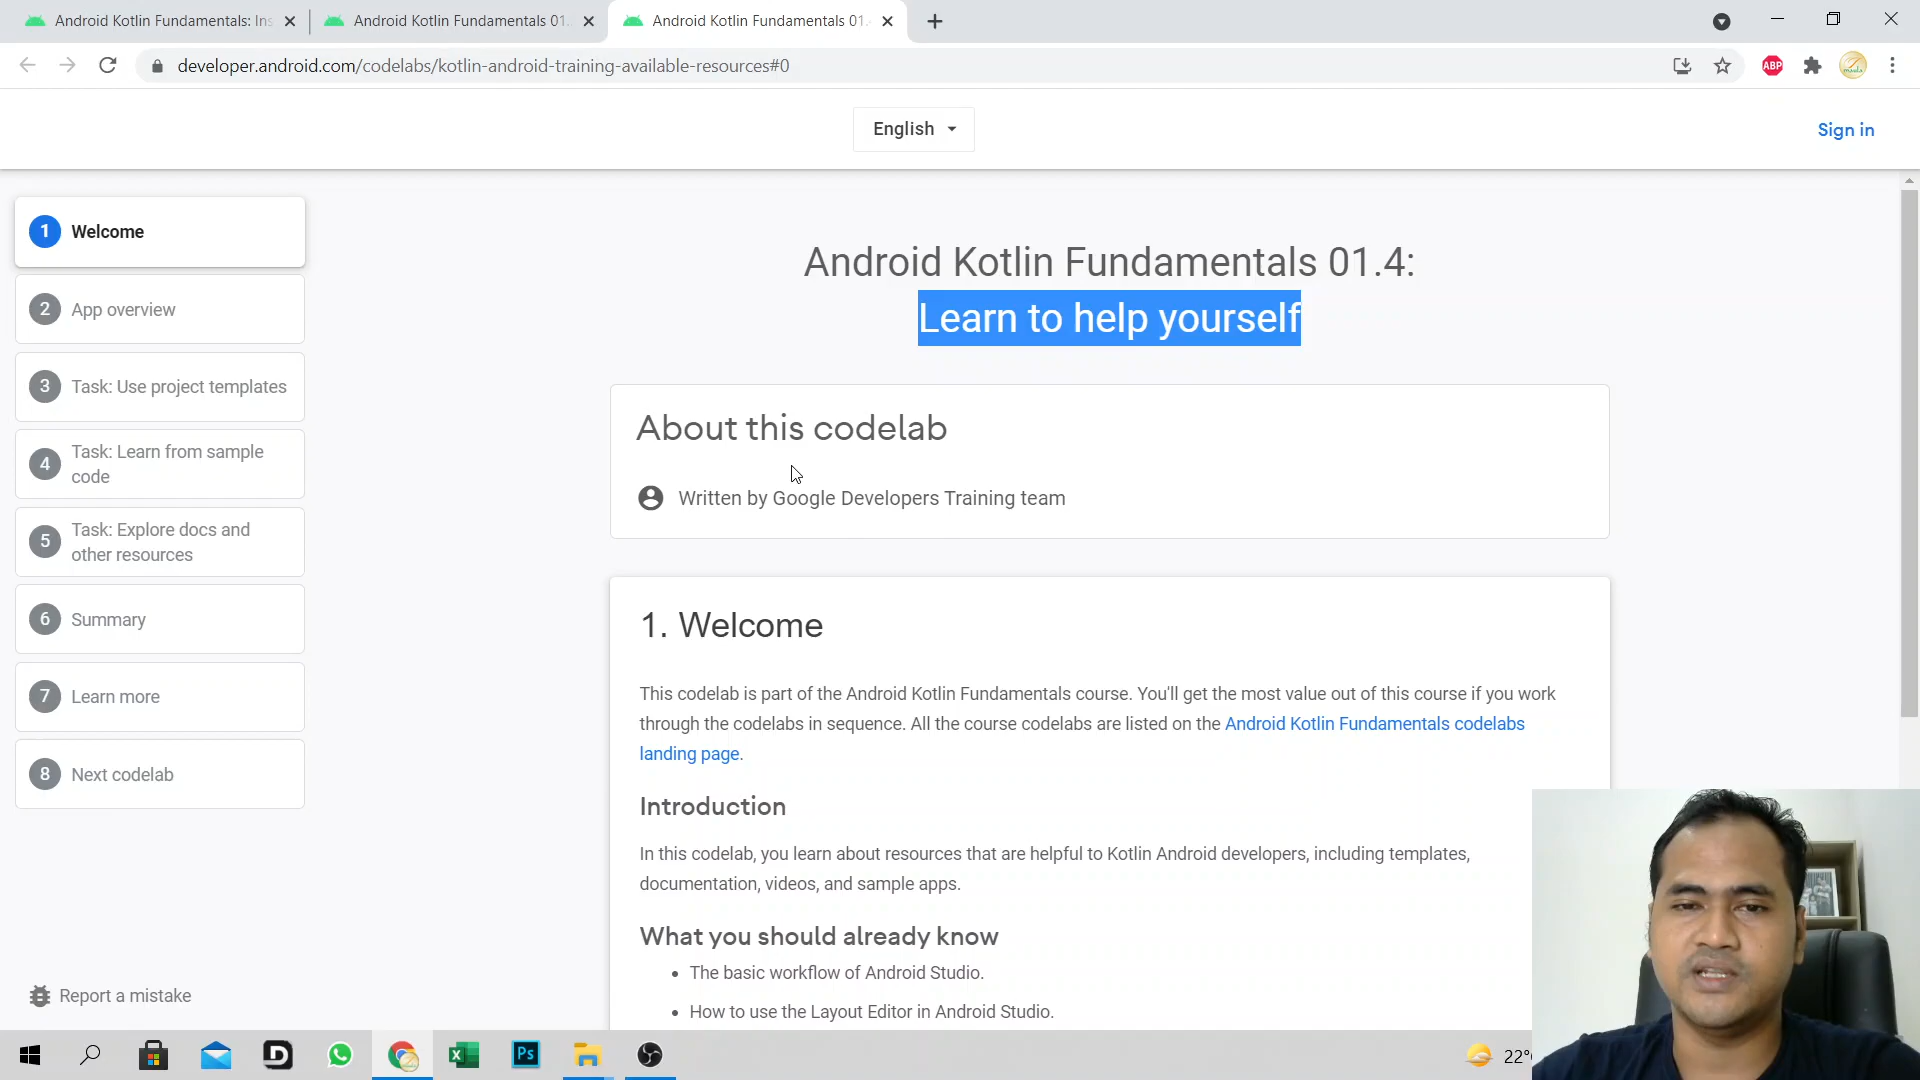 Android Kotlin Fundamentals: Ins
Android Kotlin Fundamentals 01.
Android Kotlin Fundamentals 01.
developer.android.com/codelabs/kotlin-android-training-available-resources#0
ABP
English
Sign in
1 Welcome
2 App overview
3 Task: Use project templates
4 Task: Learn from sample
code
5 Task: Explore docs and
other resources
6 Summary
7 Learn more
8 Next codelab
Report a mistake
Android Kotlin Fundamentals 01.4:
Learn to help yourself
About this codelab
Written by Google Developers Training team
1. Welcome
This codelab is part of the Android Kotlin Fundamentals course. You'll get the most value out of this course if you work
through the codelabs in sequence. All the course codelabs are listed on the Android Kotlin Fundamentals codelabs
landing page.
Introduction
In this codelab, you learn about resources that are helpful to Kotlin Android developers, including templates,
documentation, videos, and sample apps.
What you should already know
• The basic workflow of Android Studio.
• How to use the Layout Editor in Android Studio.
Ps
22°